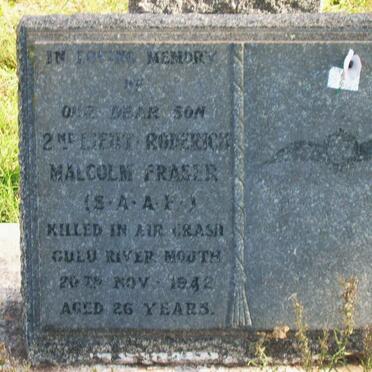 IN LOVING MEMORY
OF
OUR DEAR SON
2ND LIEUT RODERICK
MALCOLM FRASER
(S·A·A·F·)
KILLED IN AIR CRASH
GULU RIVER MOUTH
20TH NOV· 1942
AGED 26 YEARS.